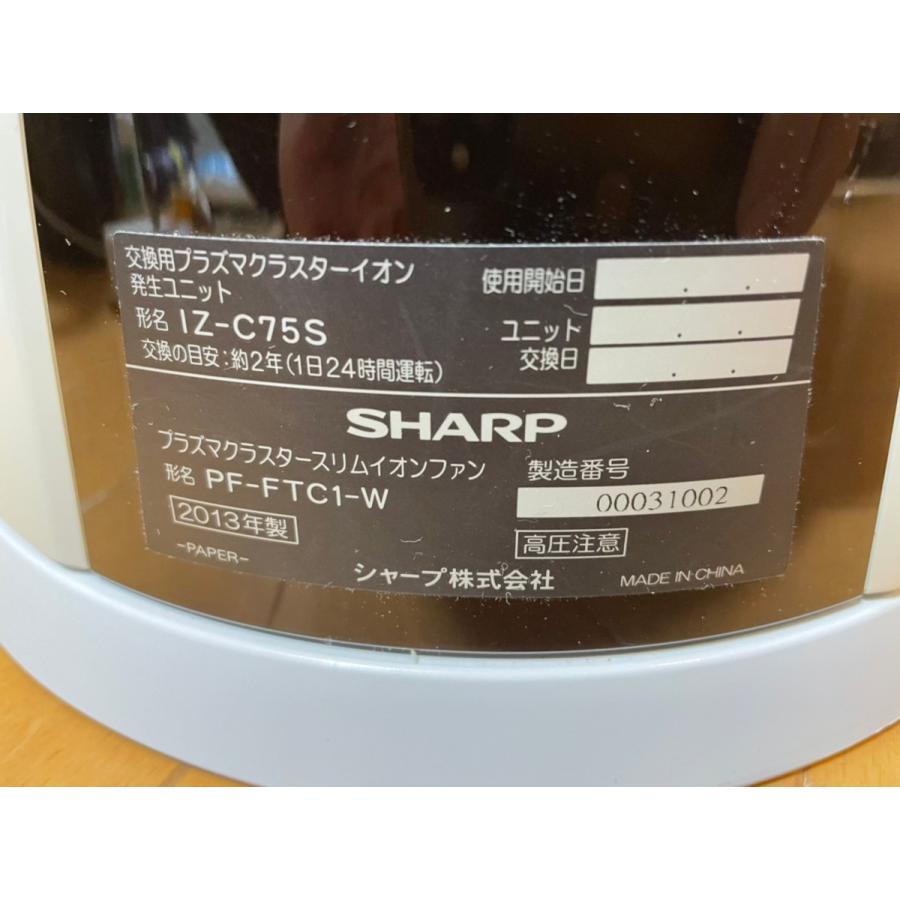 交換用プラズマクラスターイオン
発生ユニット
形名 IZ-C75S
交換の目安:約2年(1日24時間運転)
使用開始日 . .
ユニット
交換日 . .
. .
SHARP
プラズマクラスタースリムイオンファン
形名 PF-FTC1-W
2013年製
-PAPER-
製造番号
00031002
高圧注意
シャープ株式会社
MADE IN CHINA